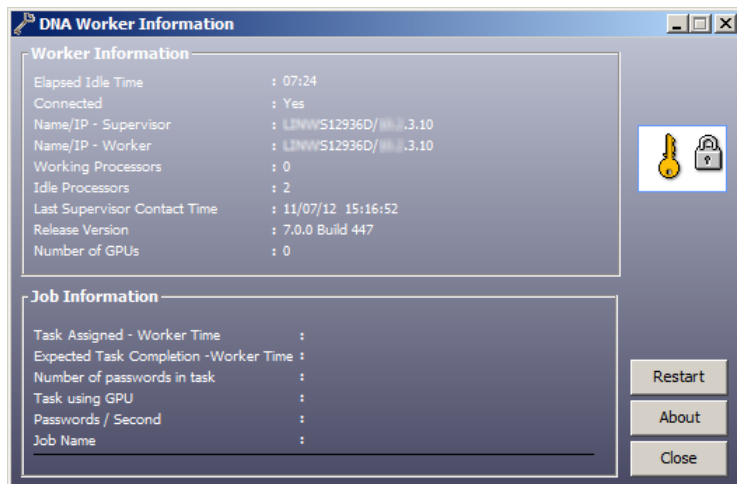 DNA Worker Information
Worker Information
Elapsed Idle Time : 07:24
Connected : Yes
Name/IP - Supervisor : S12936D/ .3.10
Name/IP - Worker : S12936D/ .3.10
Working Processors : 0
Idle Processors : 2
Last Supervisor Contact Time : 11/07/12 15:16:52
Release Version : 7.0.0 Build 447
Number of GPUs : 0
Job Information
Task Assigned - Worker Time :
Expected Task Completion -Worker Time :
Number of passwords in task :
Task using GPU :
Passwords / Second :
Job Name :
Restart
About
Close